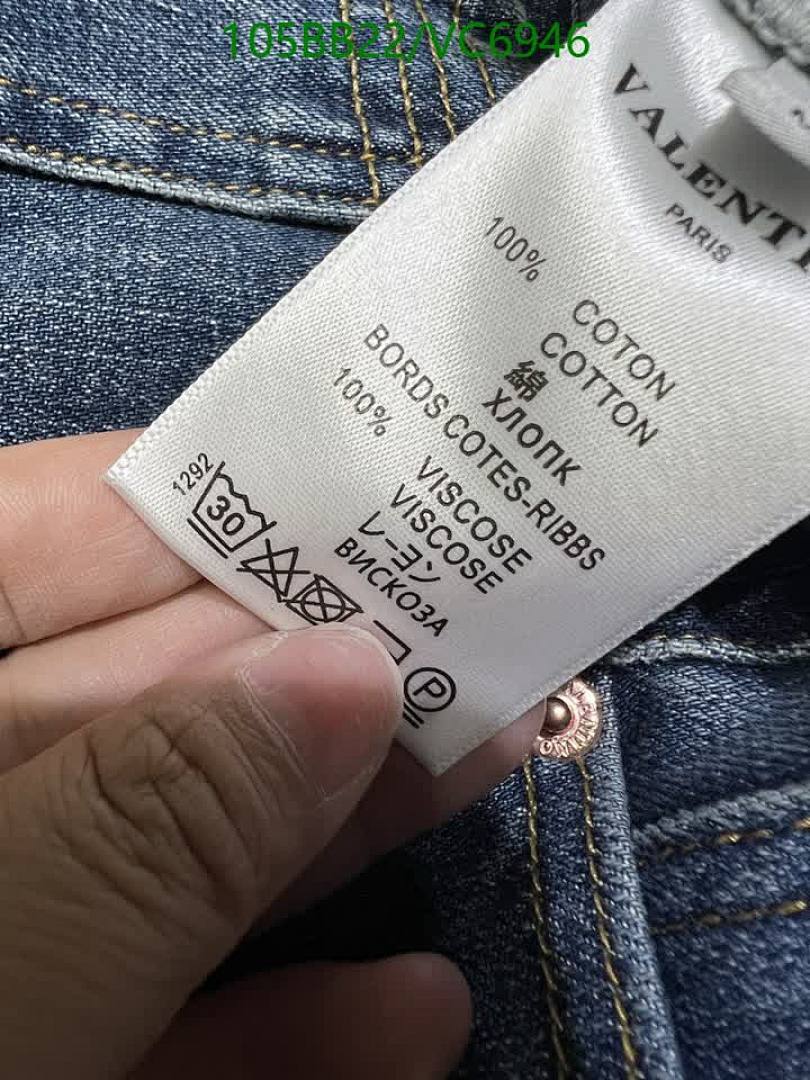 105BB22/VC6946
VALENTI
PARIS
100%
COTON
COTTON
綿
ХЛОПК
BORDS COTES-RIBBS
100%
VISCOSE
VISCOSE
レーヨン
ВИСКОЗА
1292
30
P